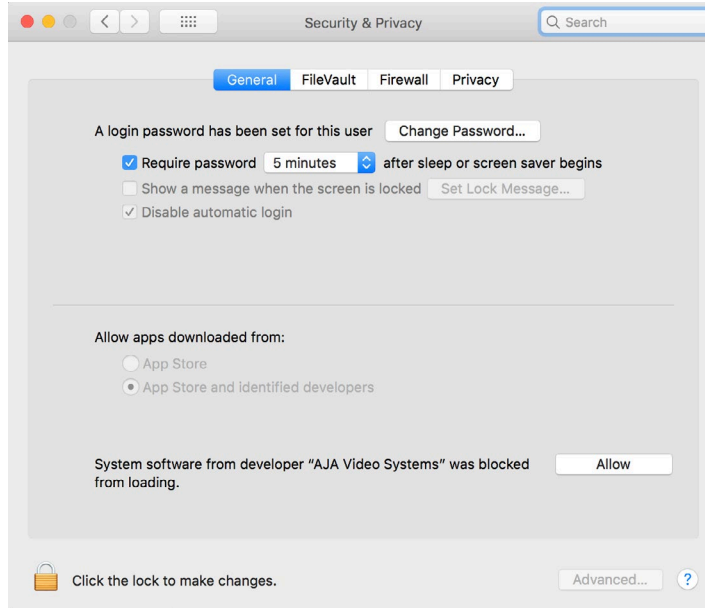 Security & Privacy
Search
General
FileVault
Firewall
Privacy
A login password has been set for this user
Change Password...
Require password
5 minutes
after sleep or screen saver begins
Show a message when the screen is locked
Set Lock Message...
Disable automatic login
Allow apps downloaded from:
App Store
App Store and identified developers
System software from developer “AJA Video Systems” was blocked
from loading.
Allow
Click the lock to make changes.
Advanced...
?